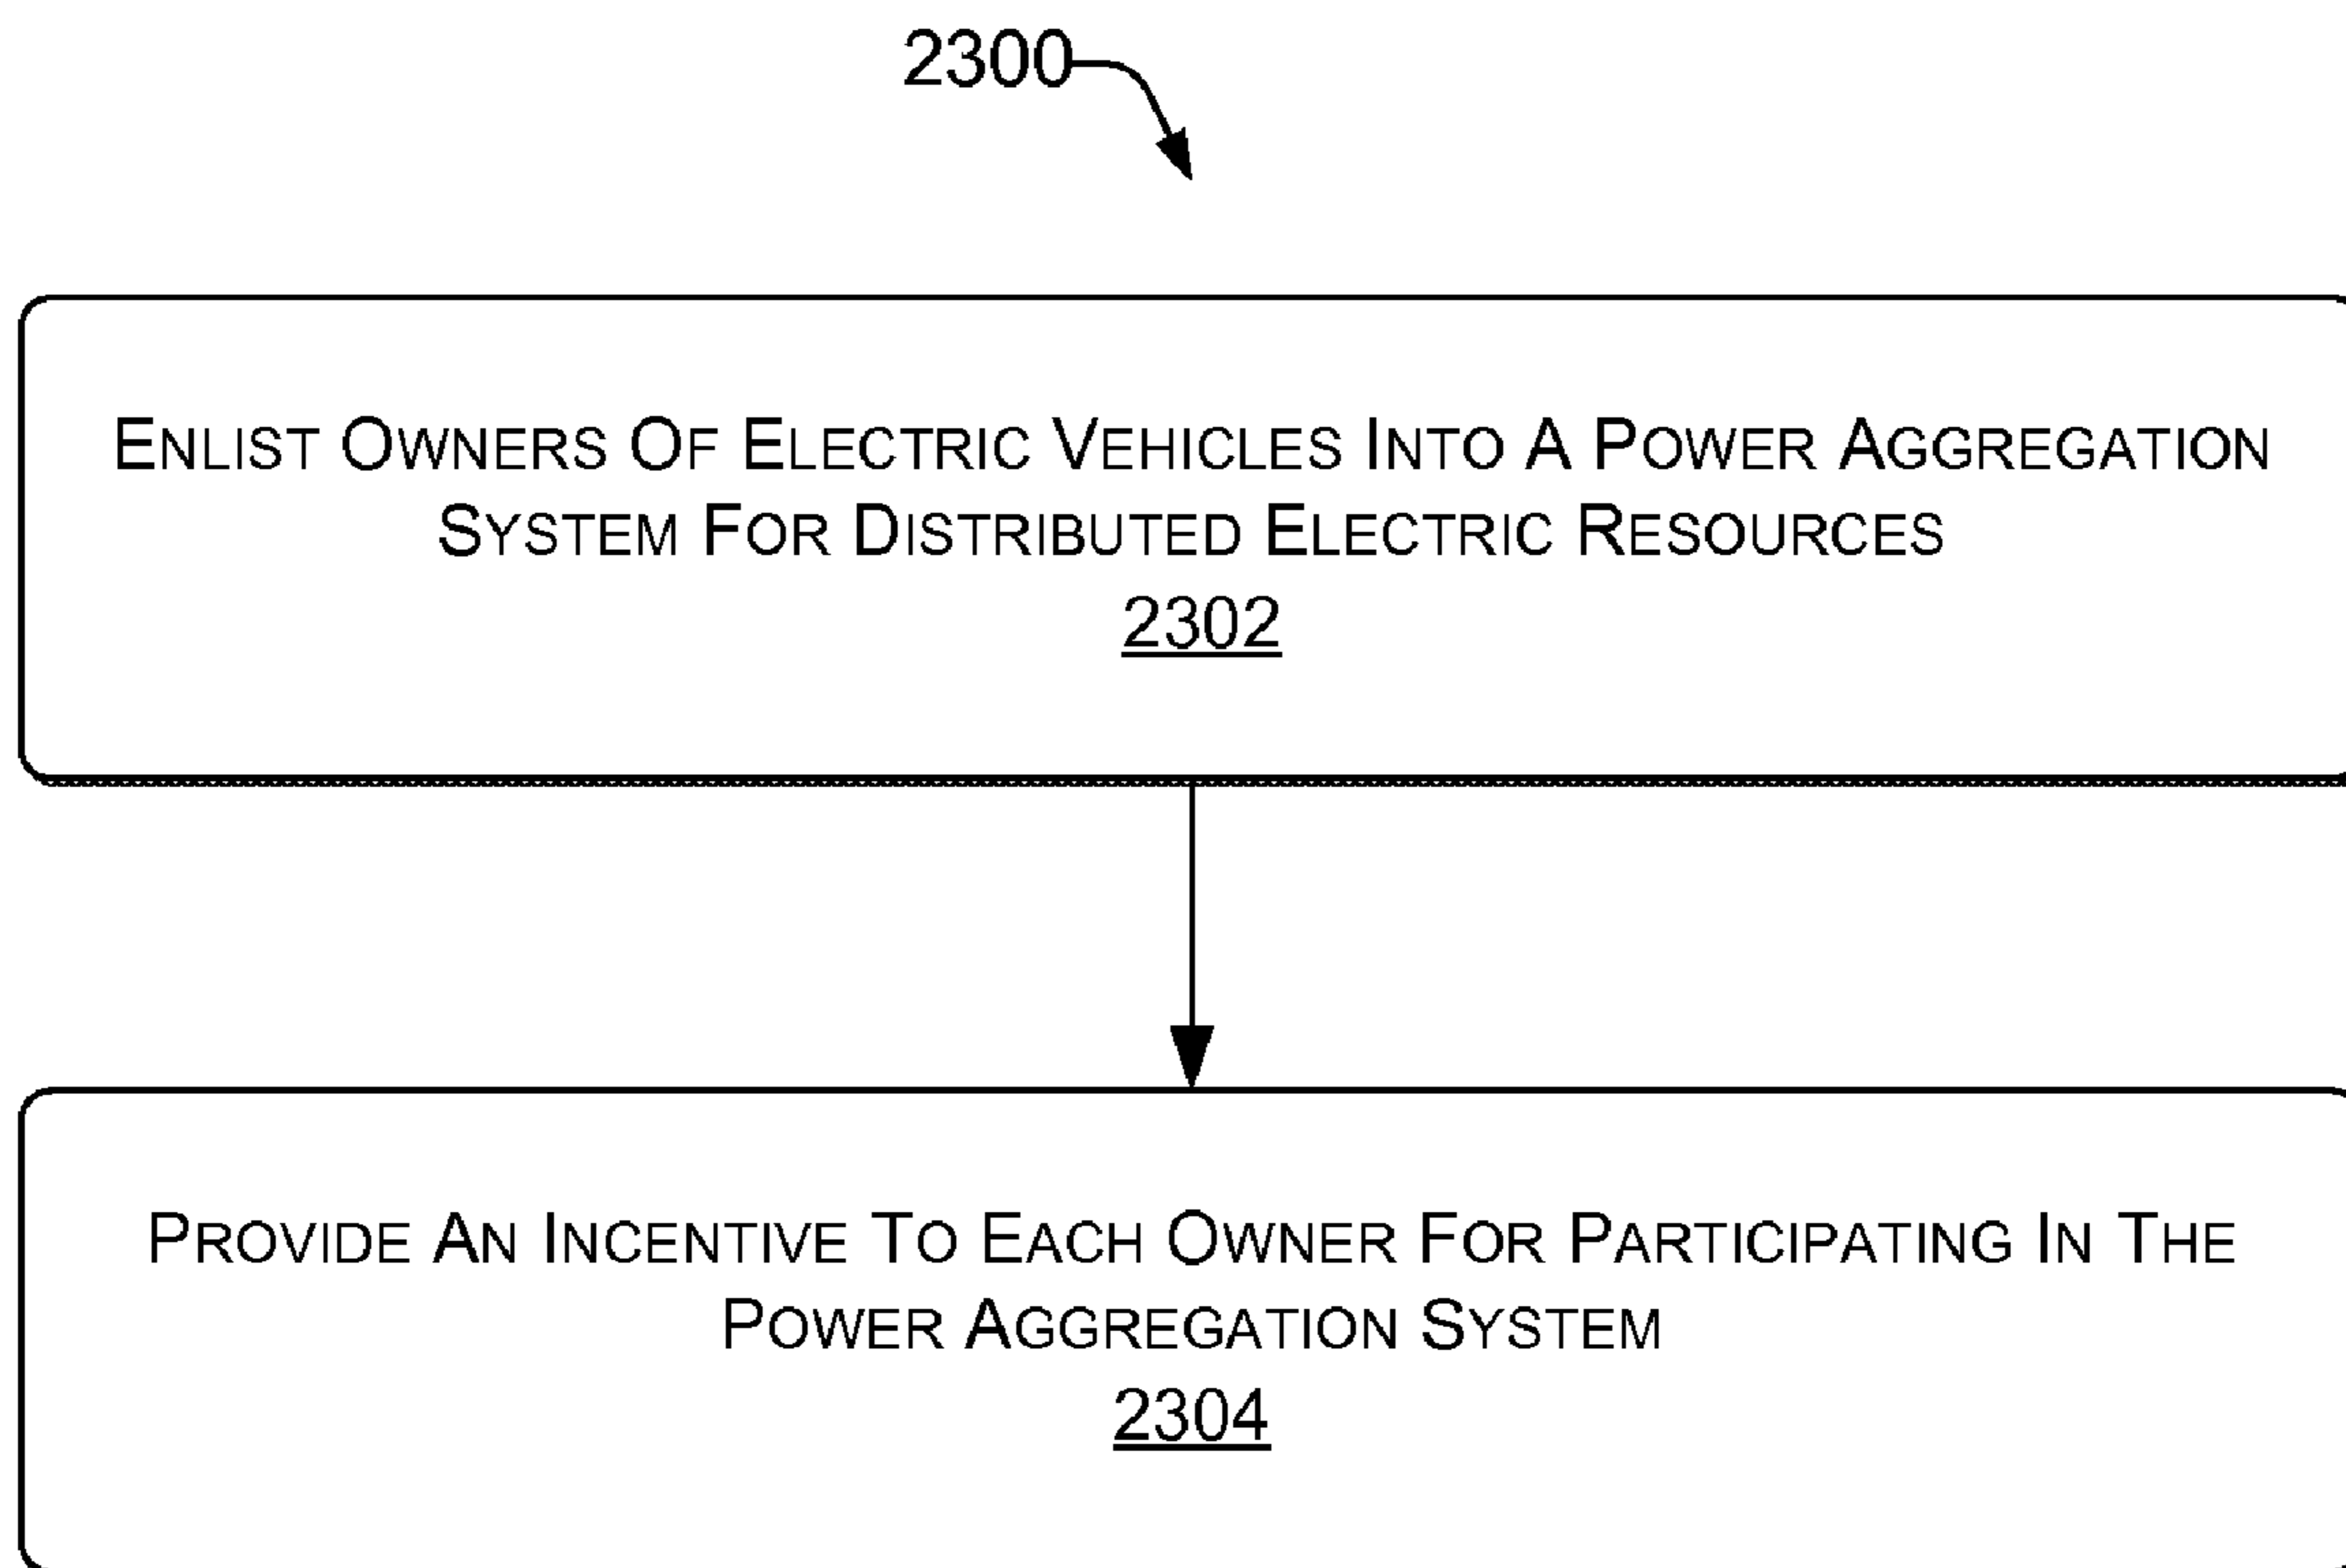 2300
ENLIST OWNERS OF ELECTRIC VEHICLES INTO A POWER AGGREGATION
SYSTEM FOR DISTRIBUTED ELECTRIC RESOURCES
2302
PROVIDE AN INCENTIVE TO EACH OWNER FOR PARTICIPATING IN THE
POWER AGGREGATION SYSTEM
2304